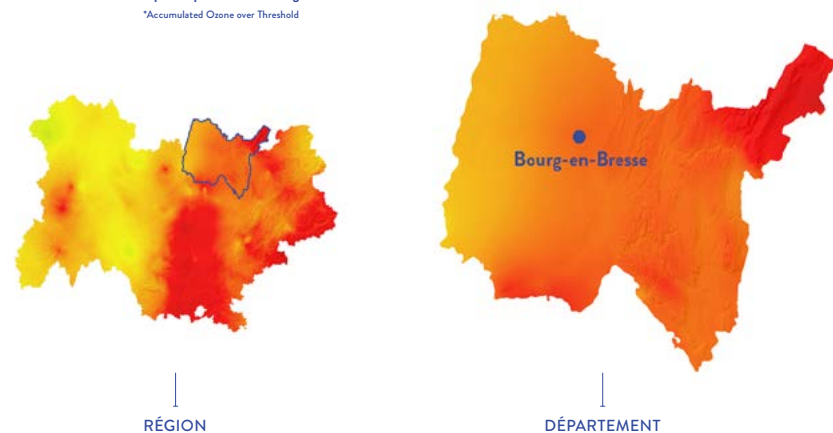 *Accumulated Ozone over Threshold
Bourg-en-Bresse
RÉGION
DÉPARTEMENT